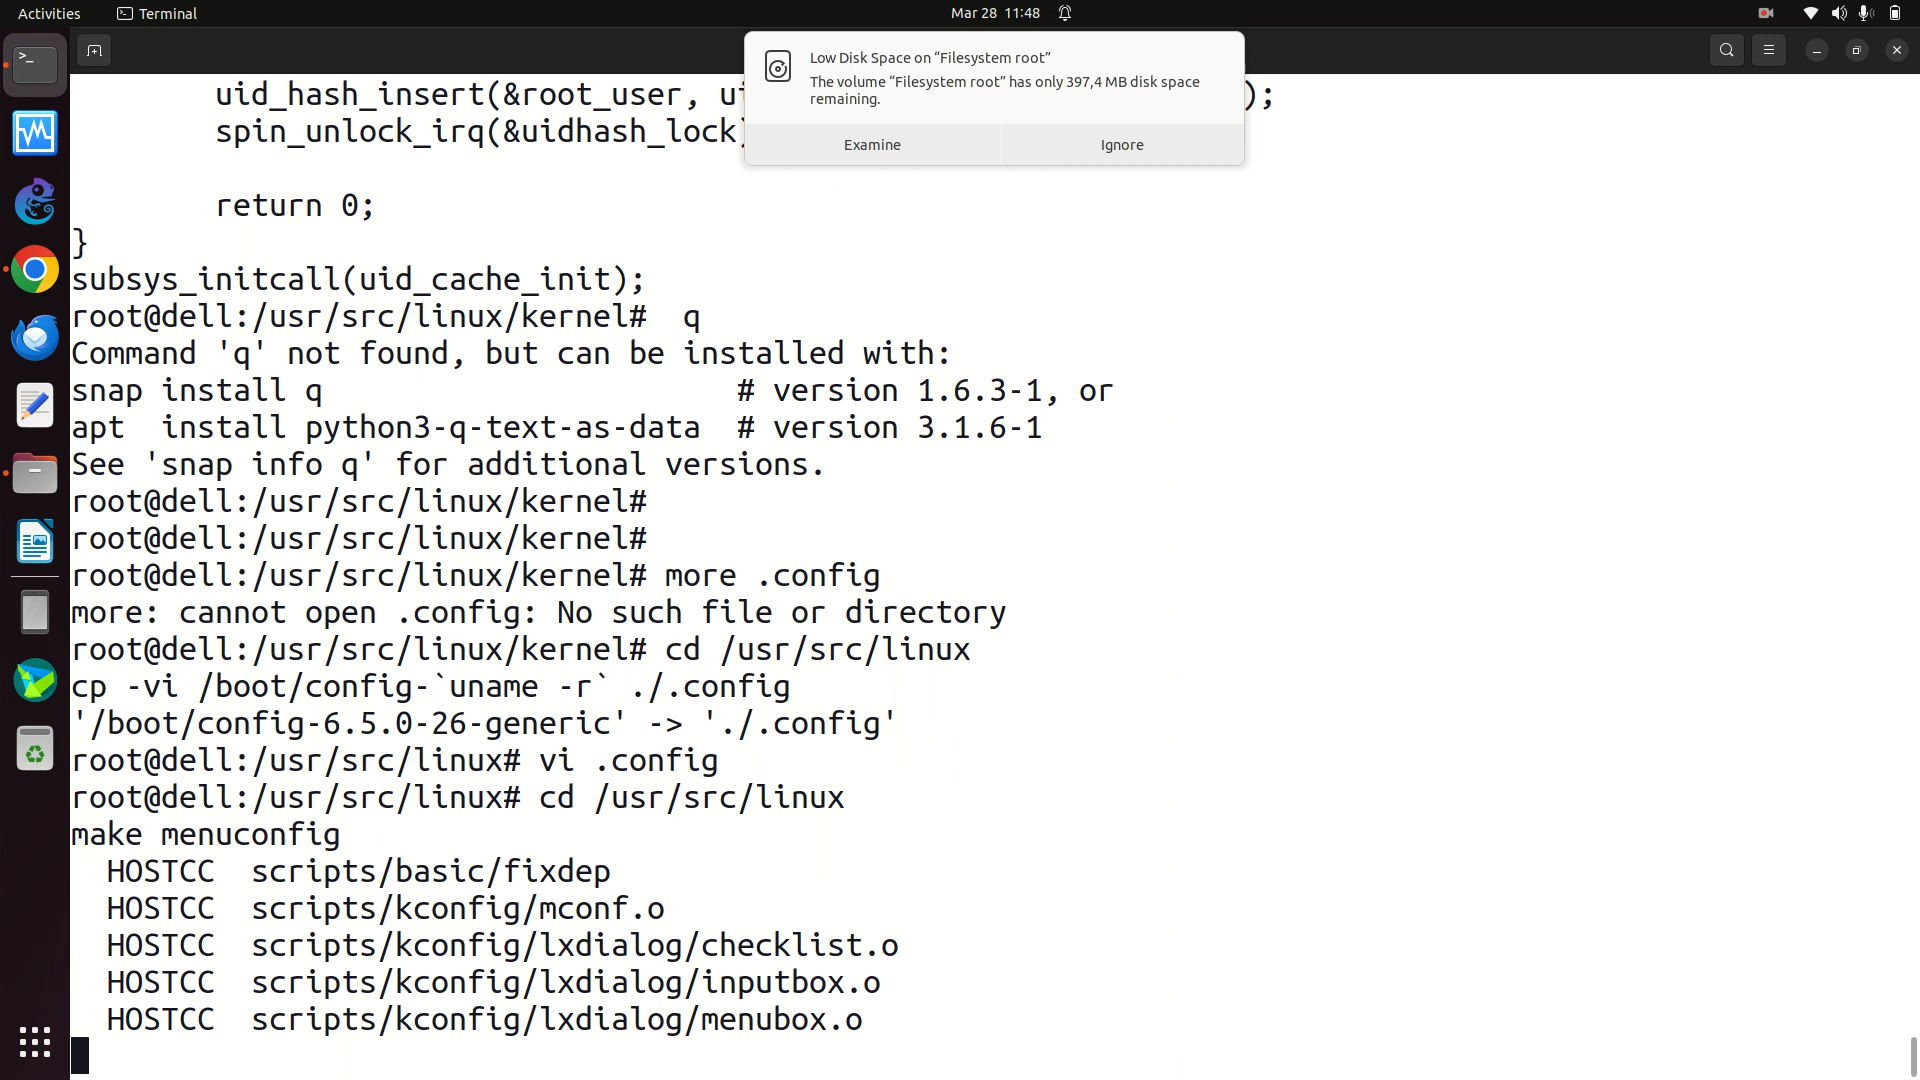 Activities Terminal Mar 28 11:48
Low Disk Space on “Filesystem root”
The volume “Filesystem root” has only 397,4 MB disk space
remaining.
Examine Ignore
uid_hash_insert(&root_user, ui );
spin_unlock_irq(&uidhash_lock)
return 0;
}
subsys_initcall(uid_cache_init);
root@dell:/usr/src/linux/kernel#  q
Command 'q' not found, but can be installed with:
snap install q                       # version 1.6.3-1, or
apt  install python3-q-text-as-data  # version 3.1.6-1
See 'snap info q' for additional versions.
root@dell:/usr/src/linux/kernel#
root@dell:/usr/src/linux/kernel#
root@dell:/usr/src/linux/kernel# more .config
more: cannot open .config: No such file or directory
root@dell:/usr/src/linux/kernel# cd /usr/src/linux
cp -vi /boot/config-`uname -r` ./.config
'/boot/config-6.5.0-26-generic' -> './.config'
root@dell:/usr/src/linux# vi .config
root@dell:/usr/src/linux# cd /usr/src/linux
make menuconfig
  HOSTCC  scripts/basic/fixdep
  HOSTCC  scripts/kconfig/mconf.o
  HOSTCC  scripts/kconfig/lxdialog/checklist.o
  HOSTCC  scripts/kconfig/lxdialog/inputbox.o
  HOSTCC  scripts/kconfig/lxdialog/menubox.o